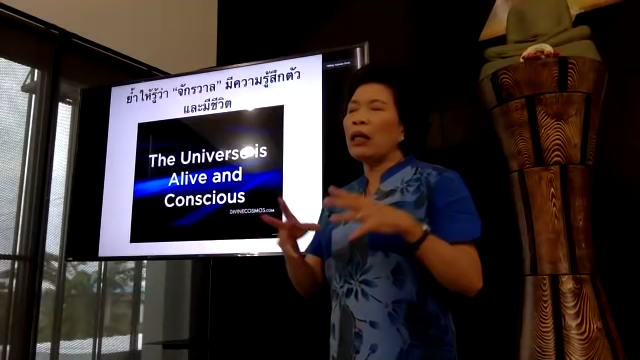 ย้ำให้รู้ว่า "จักรวาล" มีความรู้สึกตัว
และมีชีวิต
The Universe is
Alive and
Conscious
DIVINECOSMOS.COM